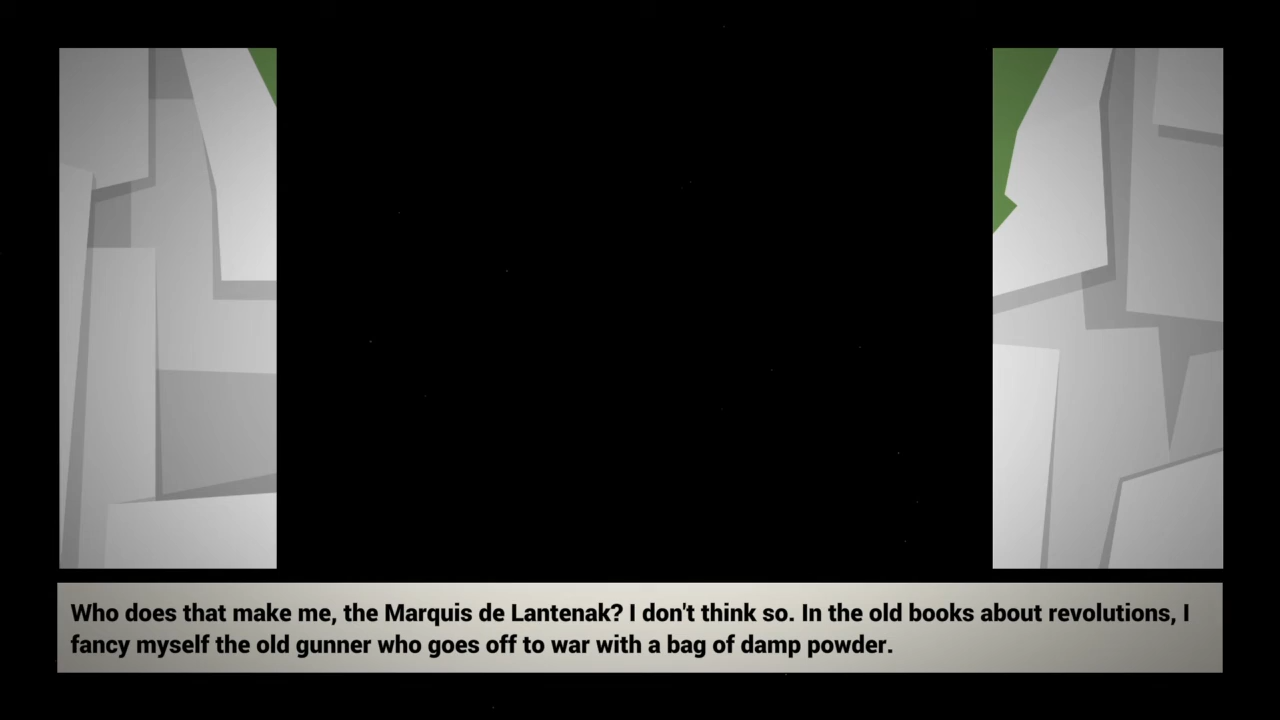 Who does that make me, the Marquis de Lantenak? I don't think so. In the old books about revolutions, I
fancy myself the old gunner who goes off to war with a bag of damp powder.